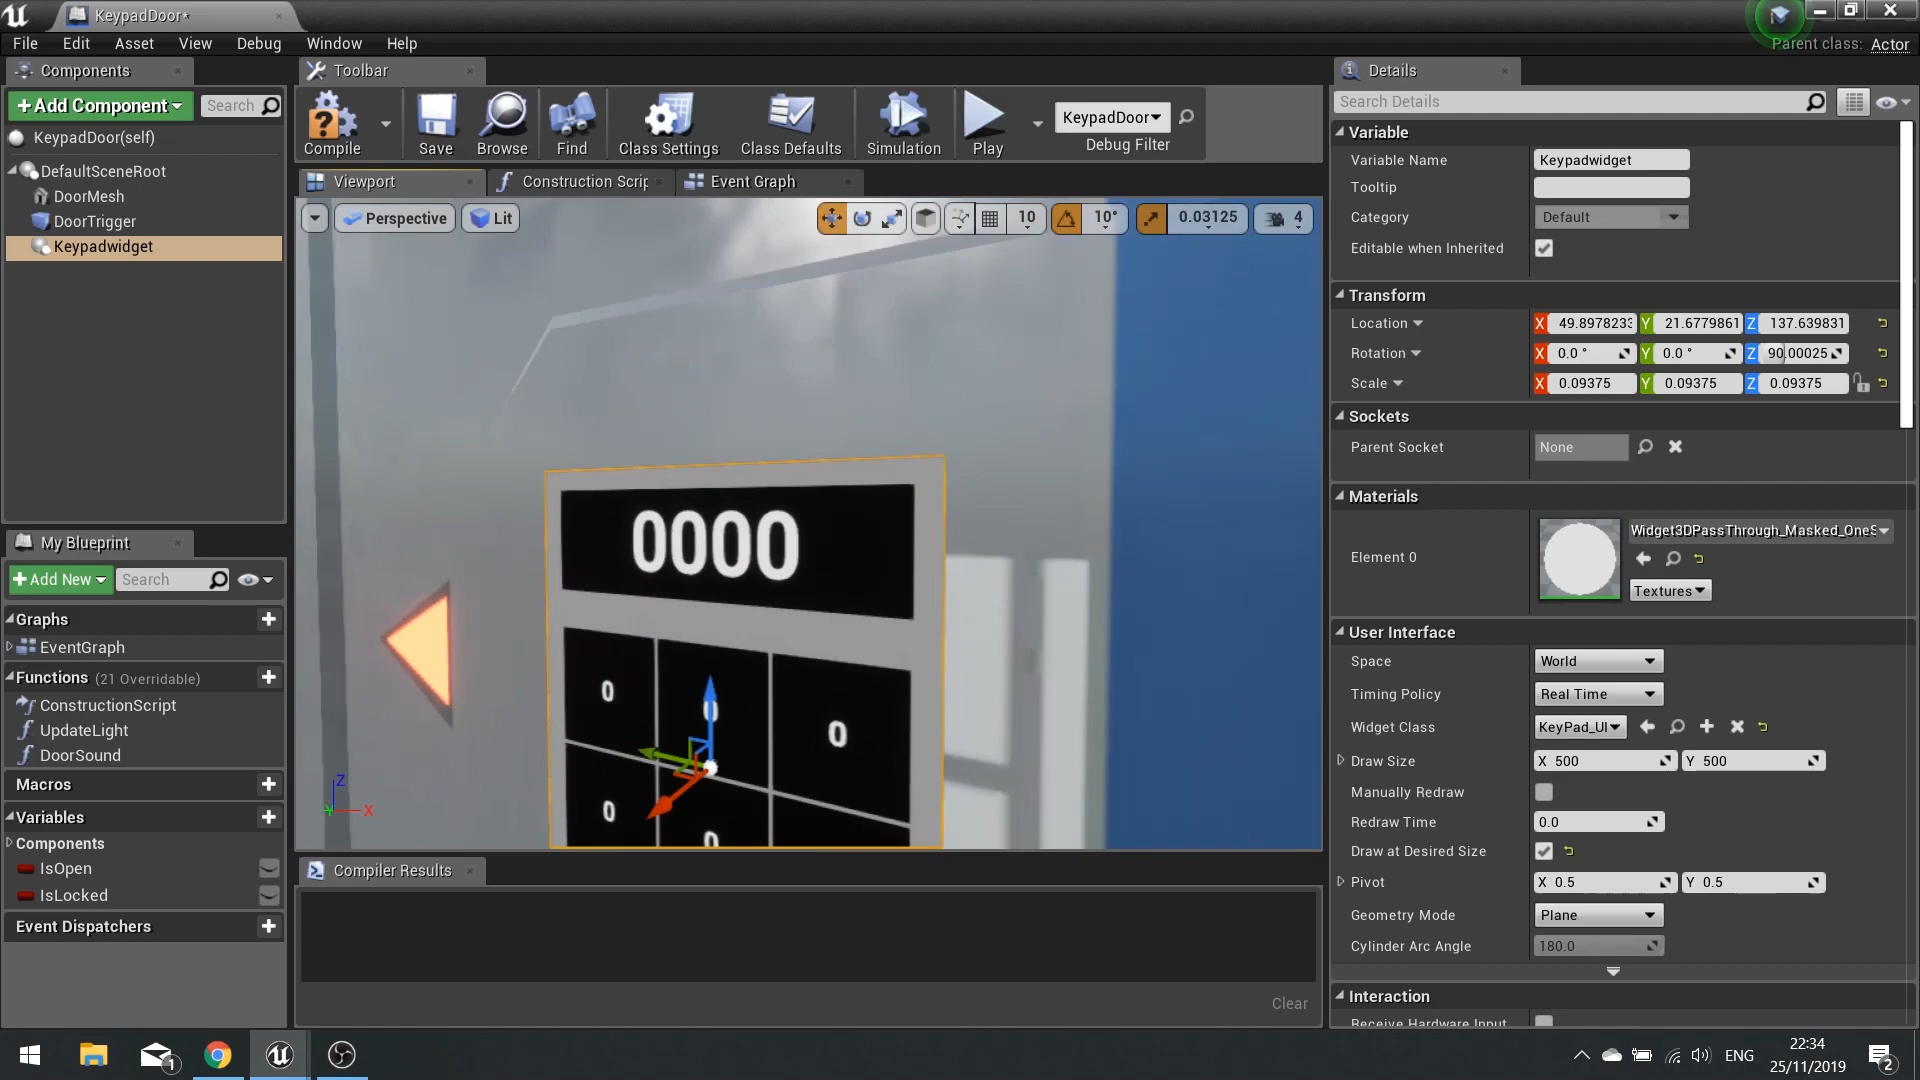 KeypadDoor*
File Edit Asset View Debug Window Help
Parent class: Actor
Components
+Add Component
Search
KeypadDoor(self)
DefaultSceneRoot
DoorMesh
DoorTrigger
Keypadwidget
My Blueprint
+Add New
Search
Graphs
EventGraph
Functions (21 Overridable)
ConstructionScript
UpdateLight
DoorSound
Macros
Variables
Components
IsOpen
IsLocked
Event Dispatchers
Toolbar
Compile
Save
Browse
Find
Class Settings
Class Defaults
Simulation
Play
KeypadDoor
Debug Filter
Viewport
Construction Scrip
Event Graph
Perspective
Lit
10
10°
0.03125
4
0000
0
0
0
0
0
Z
Y
X
Compiler Results
Clear
Details
Search Details
Variable
Variable Name Keypadwidget
Tooltip
Category Default
Editable when Inherited
Transform
Location X 49.8978233 Y 21.6779861 Z 137.639831
Rotation X 0.0 ° Y 0.0 ° Z 90.00025
Scale X 0.09375 Y 0.09375 Z 0.09375
Sockets
Parent Socket None
Materials
Element 0
Widget3DPassThrough_Masked_OneS
Textures
User Interface
Space World
Timing Policy Real Time
Widget Class KeyPad_UI
Draw Size X 500 Y 500
Manually Redraw
Redraw Time 0.0
Draw at Desired Size
Pivot X 0.5 Y 0.5
Geometry Mode Plane
Cylinder Arc Angle 180.0
Interaction
Receive Hardware Input
1
ENG
22:34
25/11/2019
2